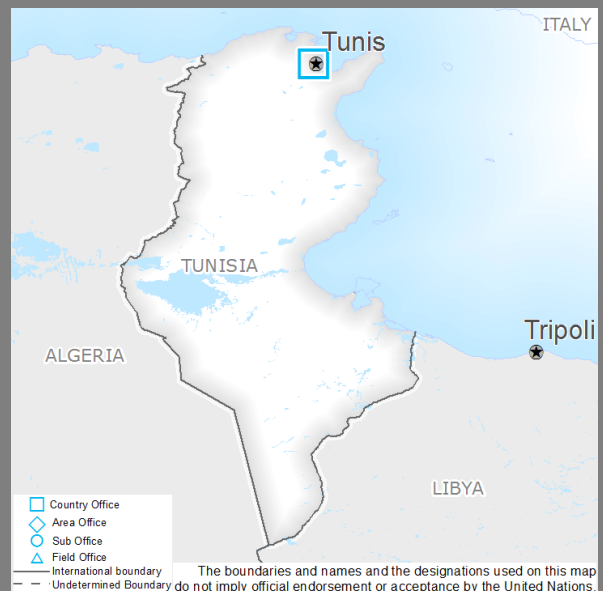 ITALY
Tunis
TUNISIA
Tripoli
ALGERIA
LIBYA
Country Office
Area Office
Sub Office
Field Office
International boundary
Undetermined Boundary
The boundaries and names and the designations used on this map
do not imply official endorsement or acceptance by the United Nations.